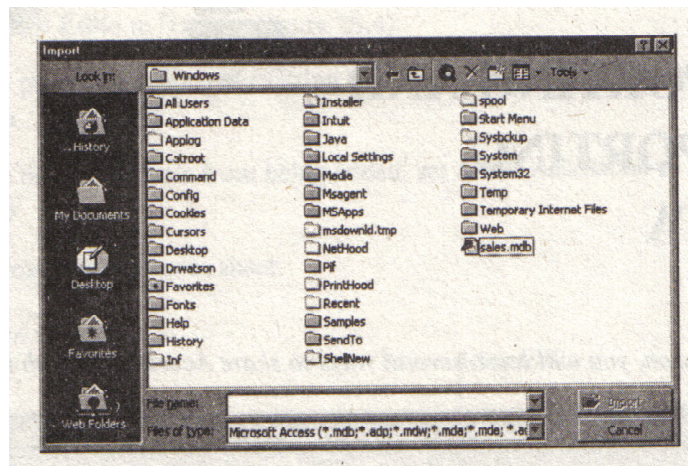 Import
Look in: Windows Tools
History
My Documents
Desktop
Favorites
Web Folders
All Users
Application Data
Applog
Catroot
Command
Config
Cookies
Cursors
Desktop
Drwatson
Favorites
Fonts
Help
History
Inf
Installer
Intuit
Java
Local Settings
Media
Msagent
MSApps
msdownld.tmp
NetHood
Pif
PrintHood
Recent
Samples
SendTo
ShellNew
spool
Start Menu
Sysbckup
System
System32
Temp
Temporary Internet Files
Web
sales.mdb
File name:
Import
Files of type: Microsoft Access (*.mdb;*.adp;*.mdw;*.mda;*.mde;*.ac
Cancel